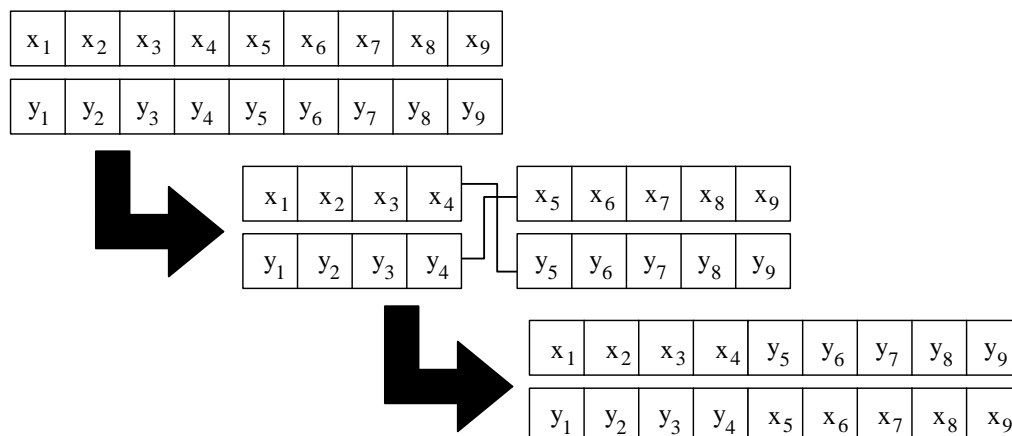 x₁ x₂ x₃ x₄ x₅ x₆ x₇ x₈ x₉
y₁ y₂ y₃ y₄ y₅ y₆ y₇ y₈ y₉
x₁ x₂ x₃ x₄ x₅ x₆ x₇ x₈ x₉
y₁ y₂ y₃ y₄ y₅ y₆ y₇ y₈ y₉
x₁ x₂ x₃ x₄ y₅ y₆ y₇ y₈ y₉
y₁ y₂ y₃ y₄ x₅ x₆ x₇ x₈ x₉